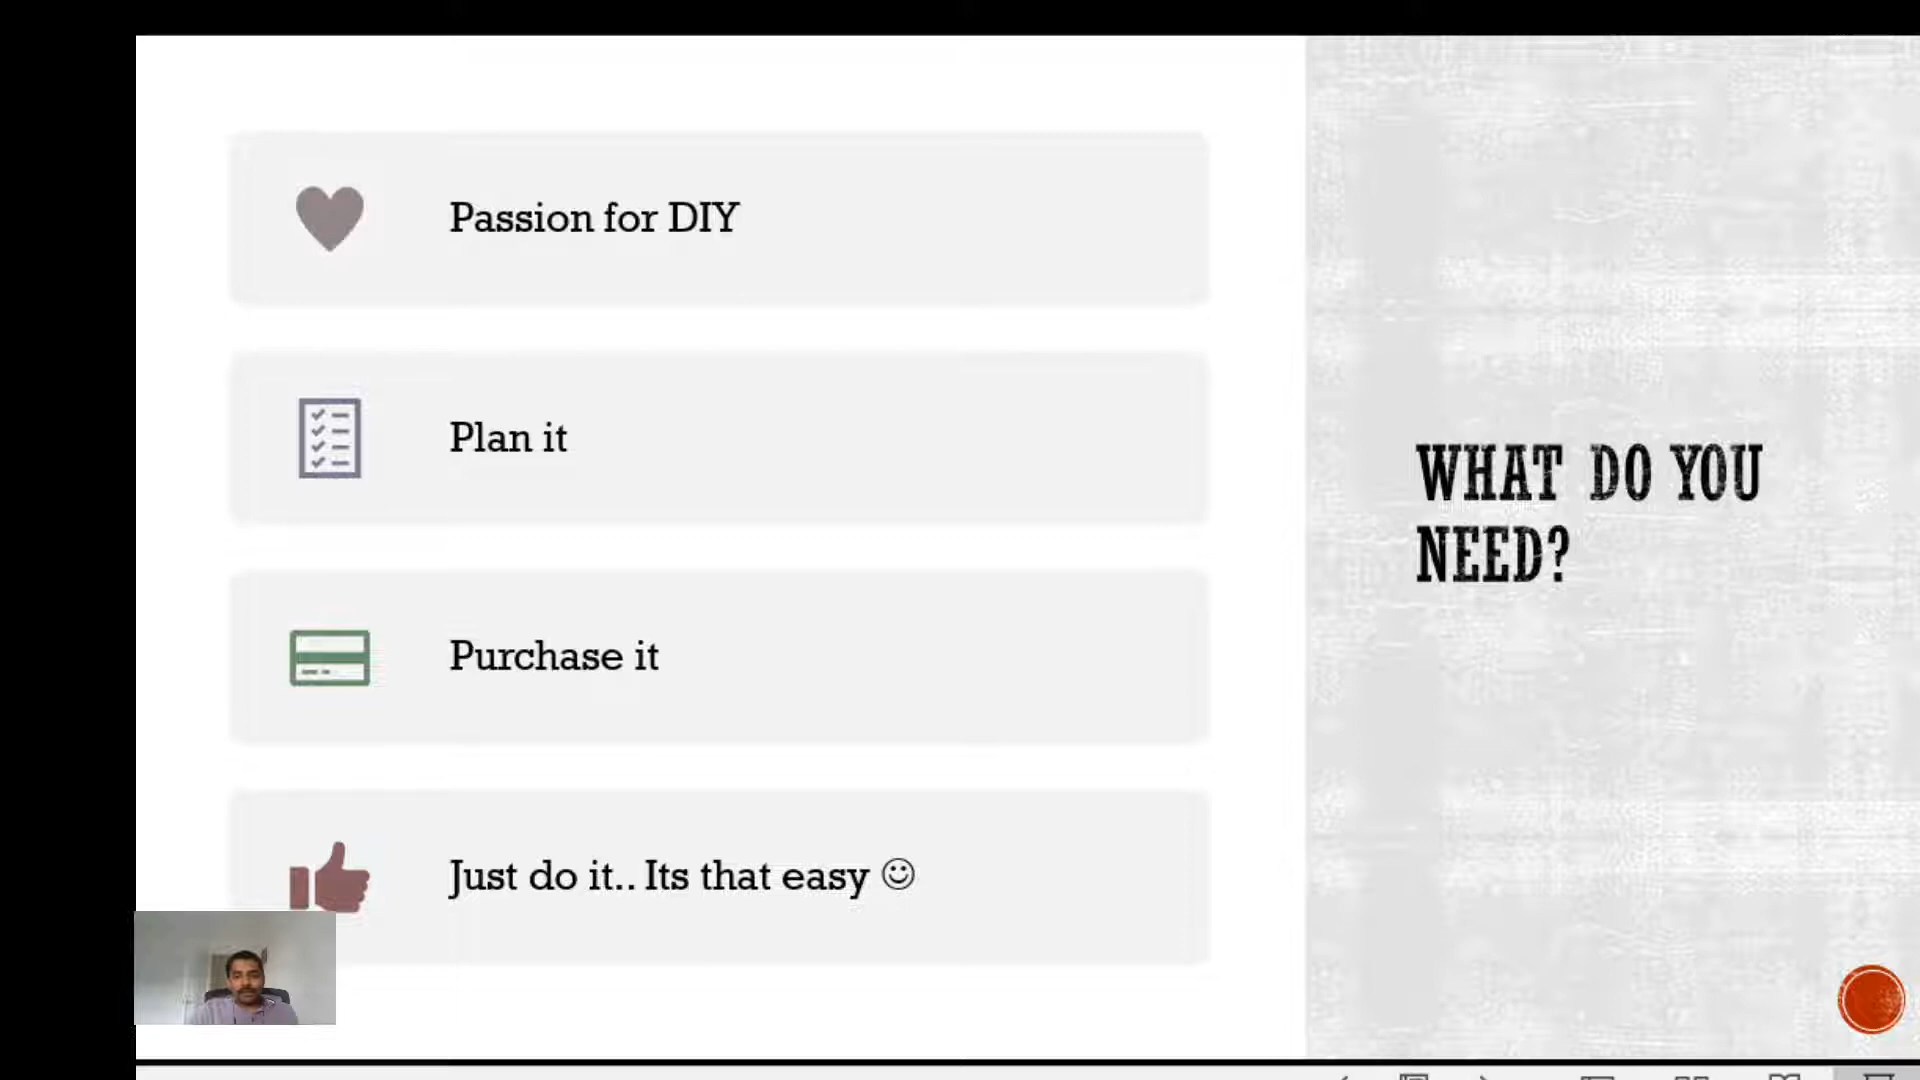 Passion for DIY
Plan it
Purchase it
Just do it.. Its that easy ☺
WHAT DO YOU
NEED?